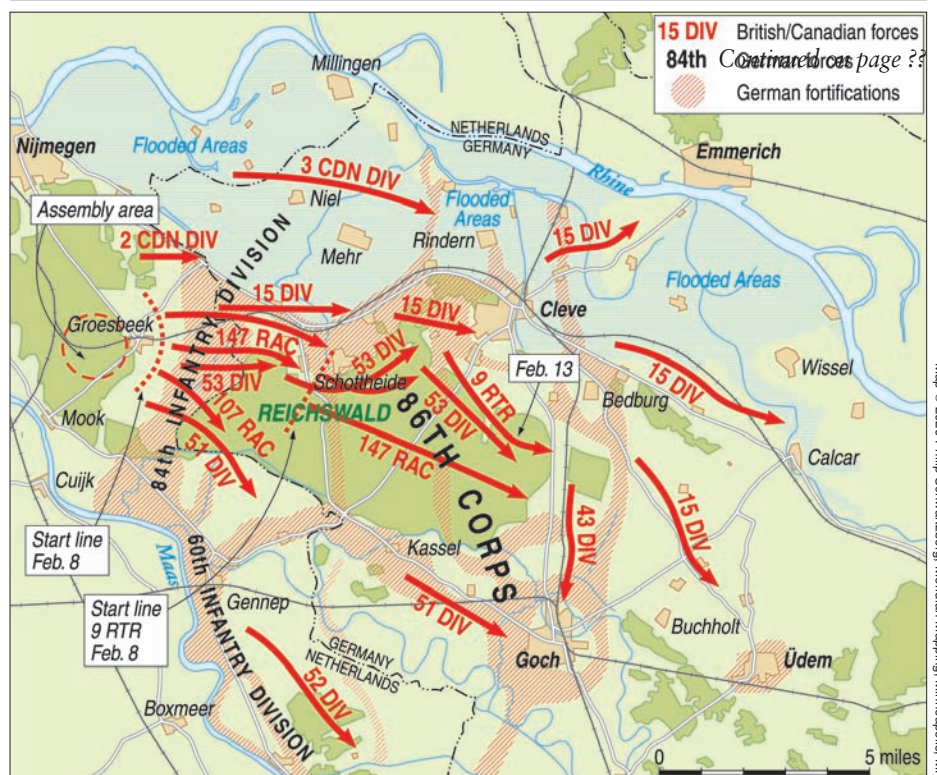 15 DIV British/Canadian forces
84th German forces
Continued on page ??
German fortifications
Millingen
NETHERLANDS
GERMANY
Nijmegen
Flooded Areas
Emmerich
Rhine
3 CDN DIV
Niel
Flooded
Areas
Assembly area
2 CDN DIV
Mehr
Rindern
15 DIV
Flooded Areas
84th INFANTRY DIVISION
15 DIV
15 DIV
Cleve
Groesbeek
147 RAC
53 DIV
Schottheide
53 DIV
9 RTR
Feb. 13
15 DIV
Wissel
Bedburg
Mook
REICHSWALD
107 RAC
53 DIV
86TH CORPS
147 RAC
51 DIV
Calcar
Cuijk
43 DIV
15 DIV
Start line
Feb. 8
Maas
60th INFANTRY DIVISION
Kassel
Start line
9 RTR
Feb. 8
Gennep
51 DIV
Buchholt
GERMANY
NETHERLANDS
Goch
Üdem
52 DIV
Boxmeer
0 5 miles